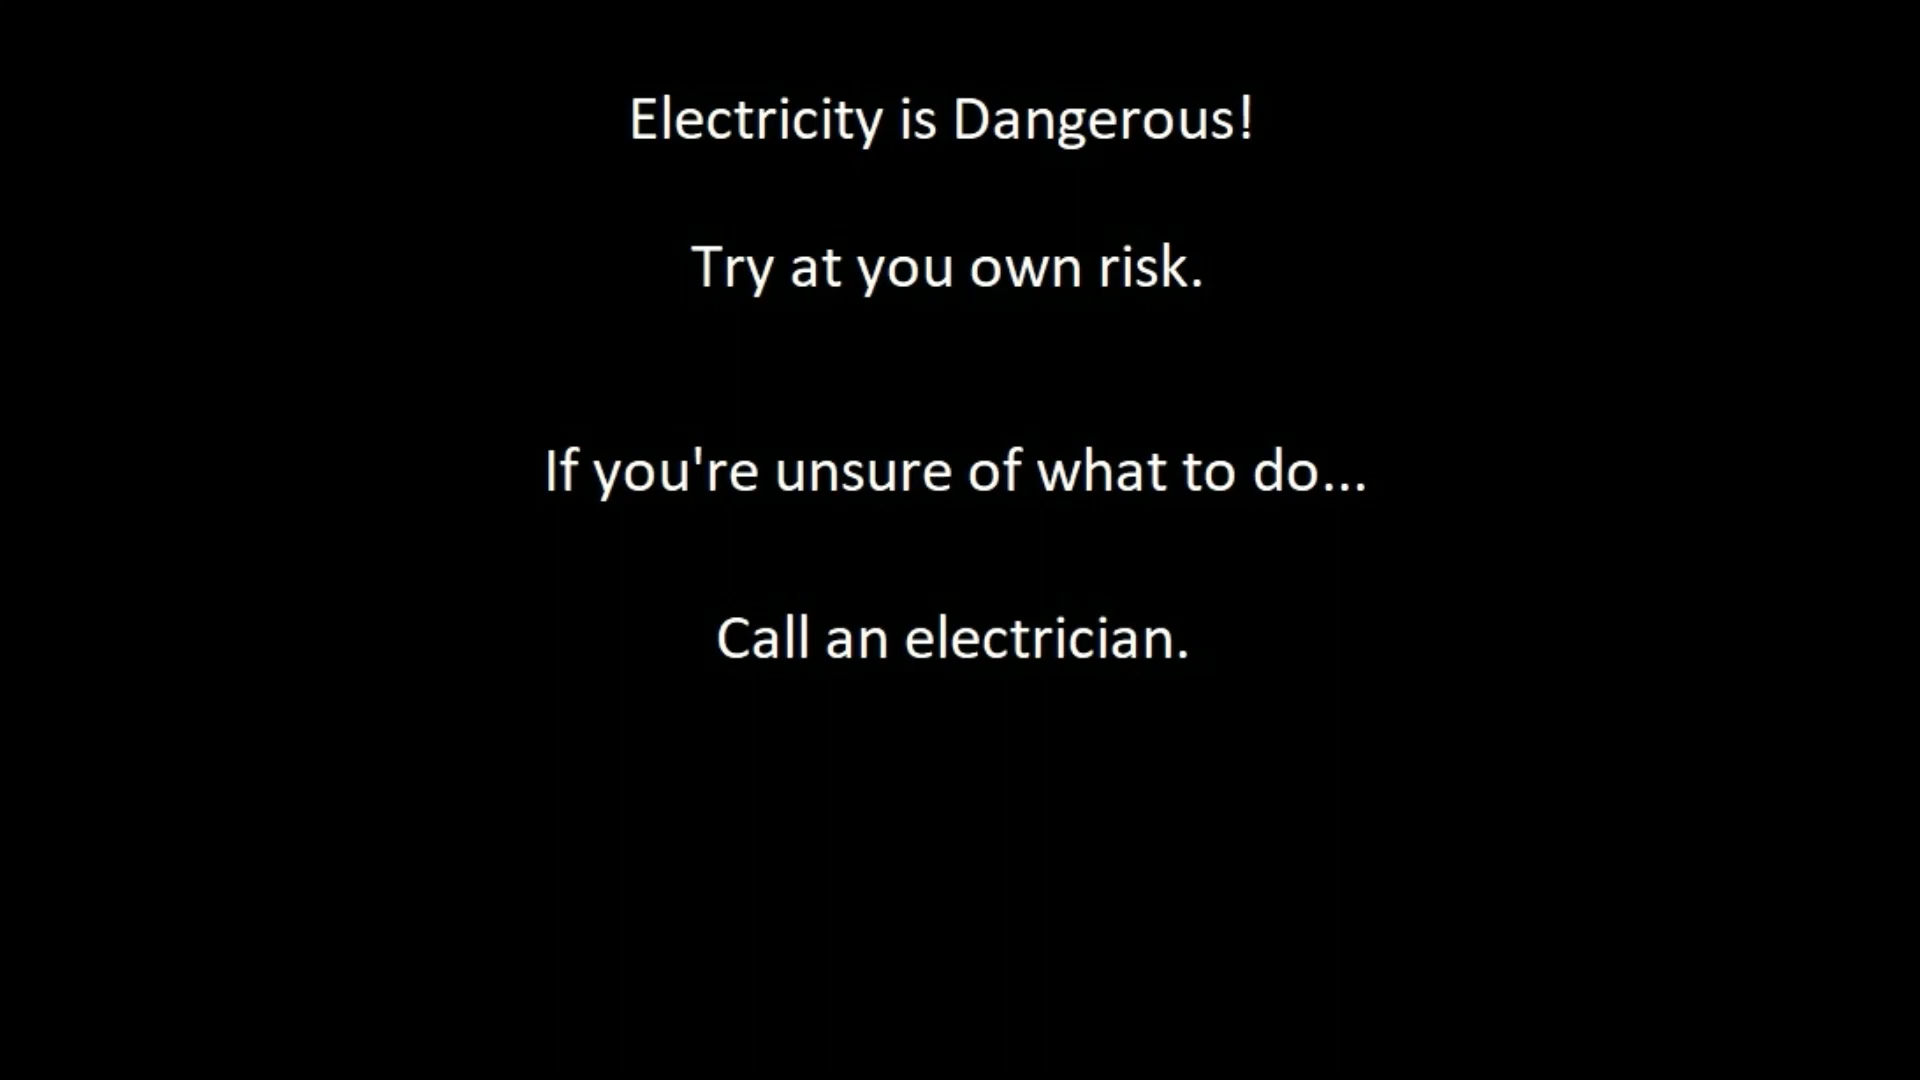 Electricity is Dangerous!
Try at you own risk.
If you're unsure of what to do...
Call an electrician.